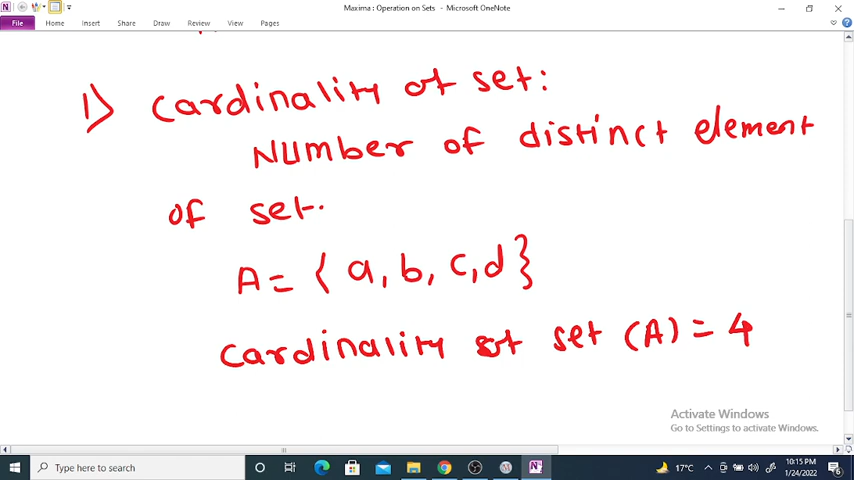 Maxima : Operation on Sets - Microsoft OneNote
File Home Insert Share Draw Review View Pages
1) Cardinality of set:
Number of distinct element
of set.
A = { a, b, c, d }
Cardinality of set (A) = 4
Activate Windows
Go to Settings to activate Windows.
Type here to search
17°C
10:15 PM
1/24/2022
6